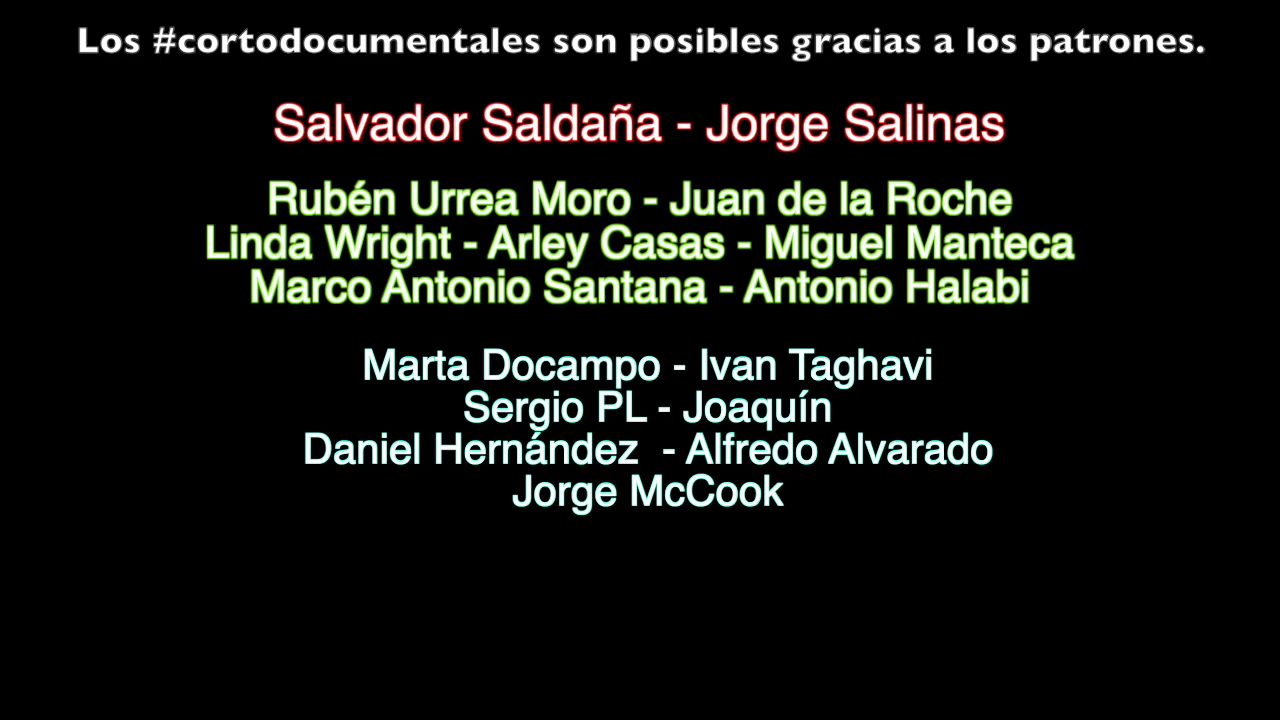 Los #cortodocumentales son posibles gracias a los patrones.
Salvador Saldaña - Jorge Salinas
Rubén Urrea Moro - Juan de la Roche
Linda Wright - Arley Casas - Miguel Manteca
Marco Antonio Santana - Antonio Halabi
Marta Docampo - Ivan Taghavi
Sergio PL - Joaquín
Daniel Hernández  - Alfredo Alvarado
Jorge McCook